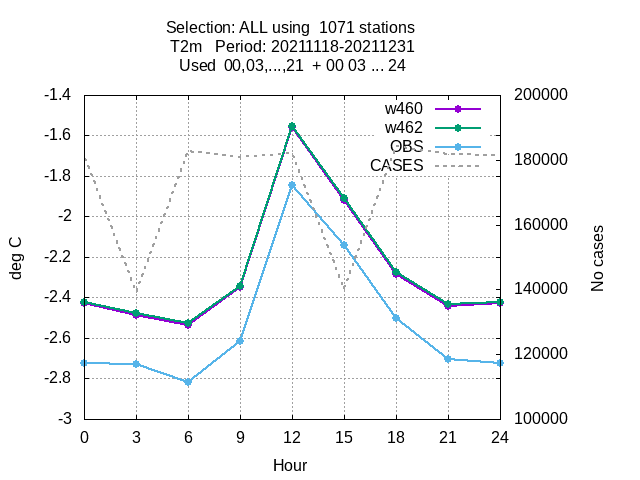 Selection: ALL using  1071 stations
T2m   Period: 20211118-20211231
Used  00,03,...,21  + 00 03 ... 24
-1.4
-1.6
-1.8
-2
-2.2
-2.4
-2.6
-2.8
-3
200000
180000
160000
140000
120000
100000
w460
w462
OBS
CASES
deg C
No cases
0 3 6 9 12 15 18 21 24
Hour